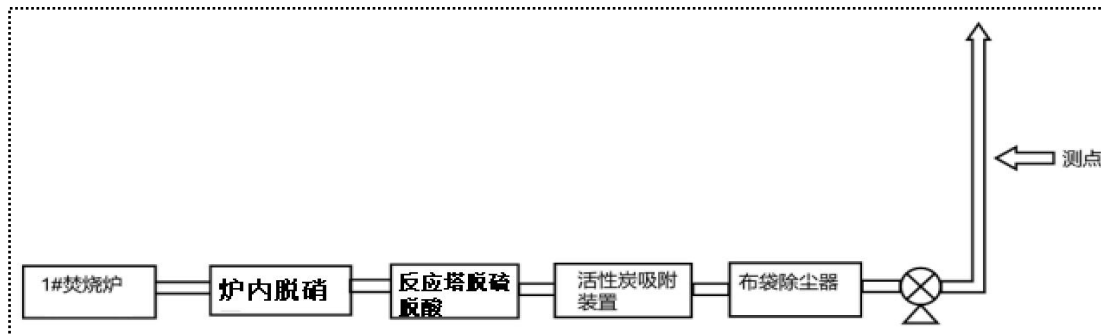 测点
1#焚烧炉
炉内脱硝
反应塔脱硫
脱酸
活性炭吸附
装置
布袋除尘器